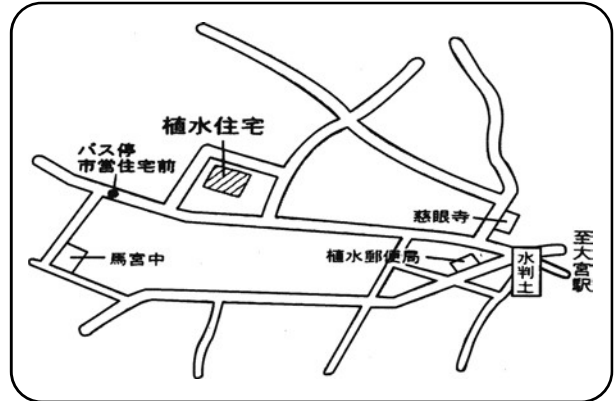 植水住宅
バス停
市営住宅前
慈眼寺
馬宮中
植水郵便局
水判土
至大宮駅